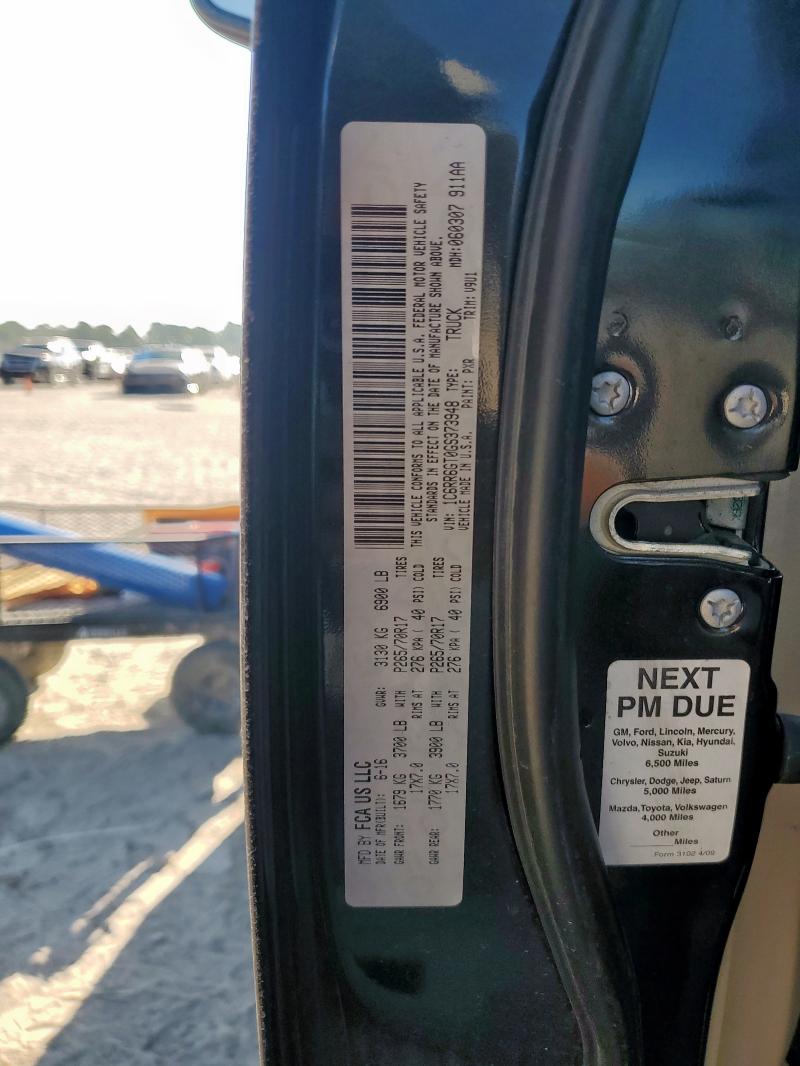 MFD BY FCA US LLC
DATE OF MFR(BUILT): 6-16 GVWR: 3130 KG 6900 LB
GAWR FRONT: 1679 KG 3700 LB WITH P265/70R17 TIRES
17X7.0 RIMS AT 276 KPA ( 40 PSI) COLD
GAWR REAR: 1770 KG 3900 LB WITH P265/70R17 TIRES
17X7.0 RIMS AT 276 KPA ( 40 PSI) COLD
THIS VEHICLE CONFORMS TO ALL APPLICABLE U.S.A. FEDERAL MOTOR VEHICLE SAFETY
STANDARDS IN EFFECT ON THE DATE OF MANUFACTURE SHOWN ABOVE.
VIN: 1C6RR6GT0GS373948 TYPE: TRUCK MDH:060307 911AA
VEHICLE MADE IN U.S.A. PAINT: PXR TRIM: V9U1
NEXT
PM DUE
GM, Ford, Lincoln, Mercury,
Volvo, Nissan, Kia, Hyundai,
Suzuki
6,500 Miles
Chrysler, Dodge, Jeep, Saturn
5,000 Miles
Mazda,Toyota, Volkswagen
4,000 Miles
Other
Miles
Form 3102 4/09